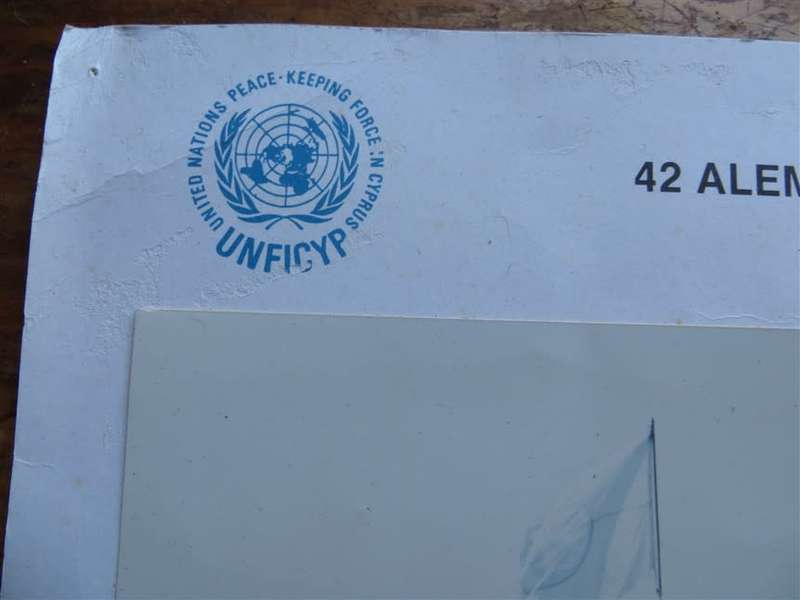 UNITED NATIONS PEACE-KEEPING FORCE IN CYPRUS
UNFICYP
42 ALEM